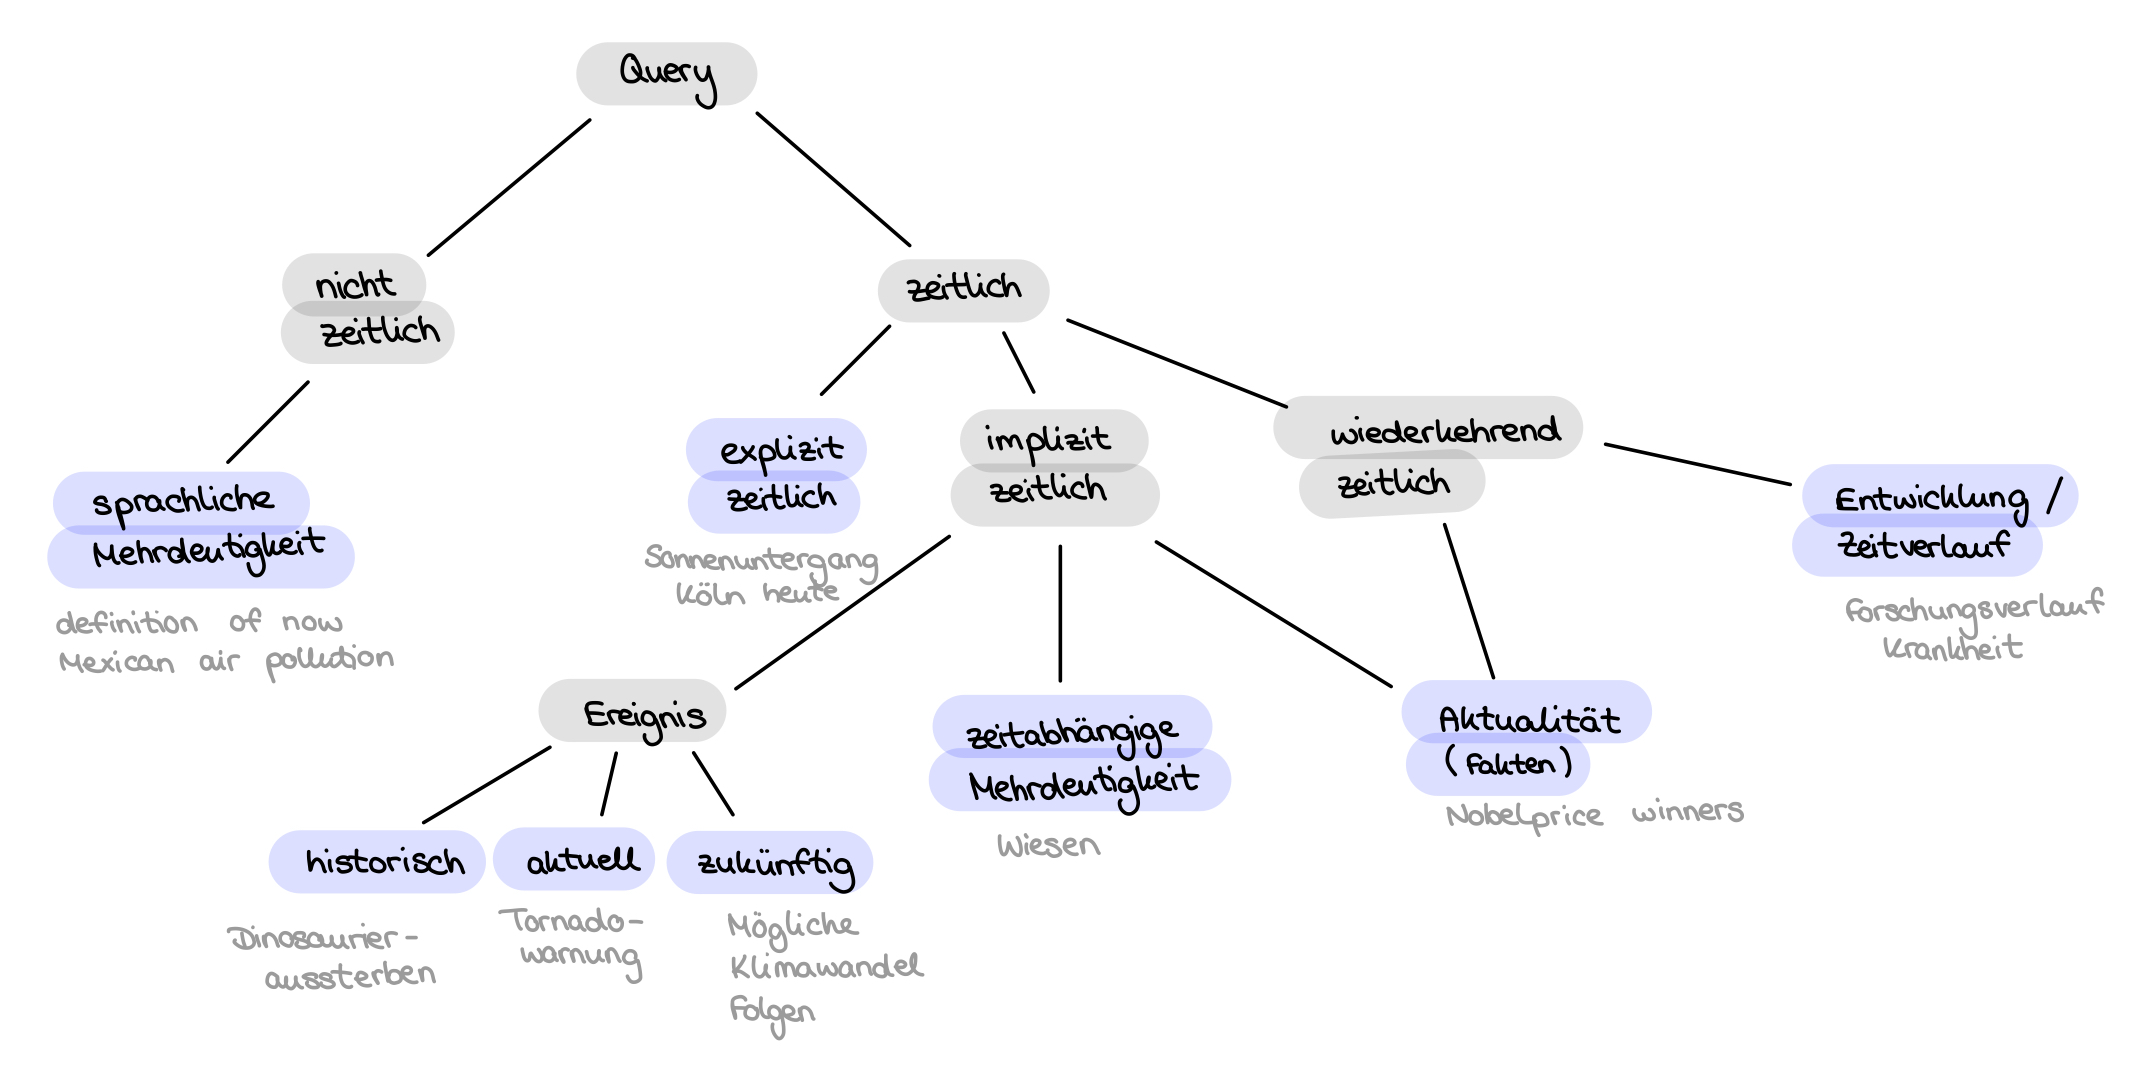 Query
nicht
zeitlich
zeitlich
sprachliche
Mehrdeutigkeit
definition of now
Mexican air pollution
explizit
zeitlich
Sonnenuntergang
Köln heute
implizit
zeitlich
wiederkehrend
zeitlich
Entwicklung /
Zeitverlauf
Forschungsverlauf
Krankheit
Ereignis
zeitabhängige
Mehrdeutigkeit
Wiesen
Aktualität
(Fakten)
Nobelprice winners
historisch
Dinosaurier-
aussterben
aktuell
Tornado-
warnung
zukünftig
Mögliche
Klimawandel
Folgen